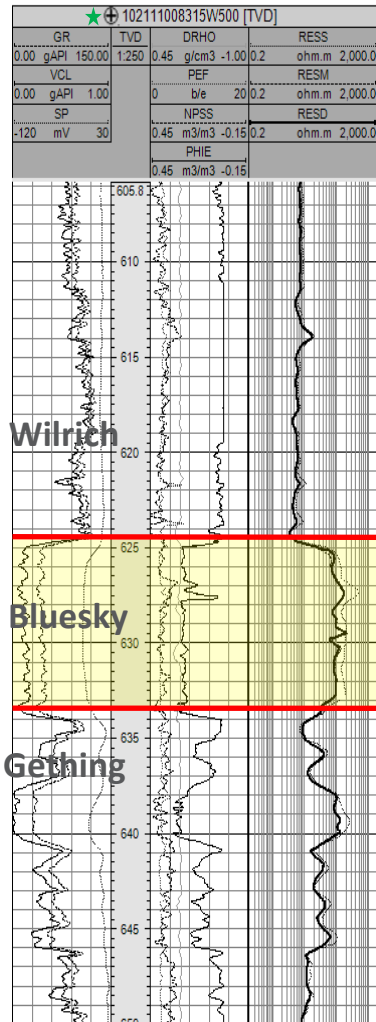 102111008315W500 [TVD]
GR TVD DRHO RESS
0.00 gAPI 150.00 1:250 0.45 g/cm3 -1.00 0.2 ohm.m 2,000.0
VCL PEF RESM
0.00 gAPI 1.00 0 b/e 20 0.2 ohm.m 2,000.0
SP NPSS RESD
-120 mV 30 0.45 m3/m3 -0.15 0.2 ohm.m 2,000.0
PHIE
0.45 m3/m3 -0.15
605.8
610
615
Wilrich
620
625
Bluesky
630
635
Gething
640
645